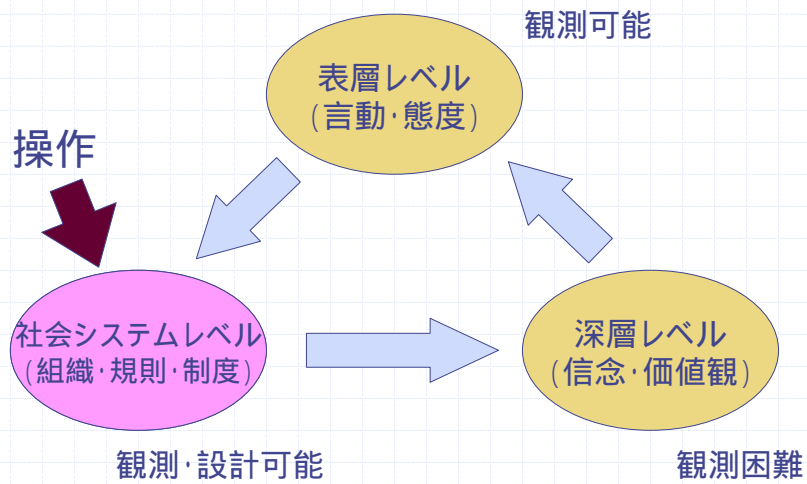 観測可能
表層レベル
(言動･態度)
操作
社会システムレベル
(組織･規則･制度)
深層レベル
(信念･価値観)
観測･設計可能
観測困難